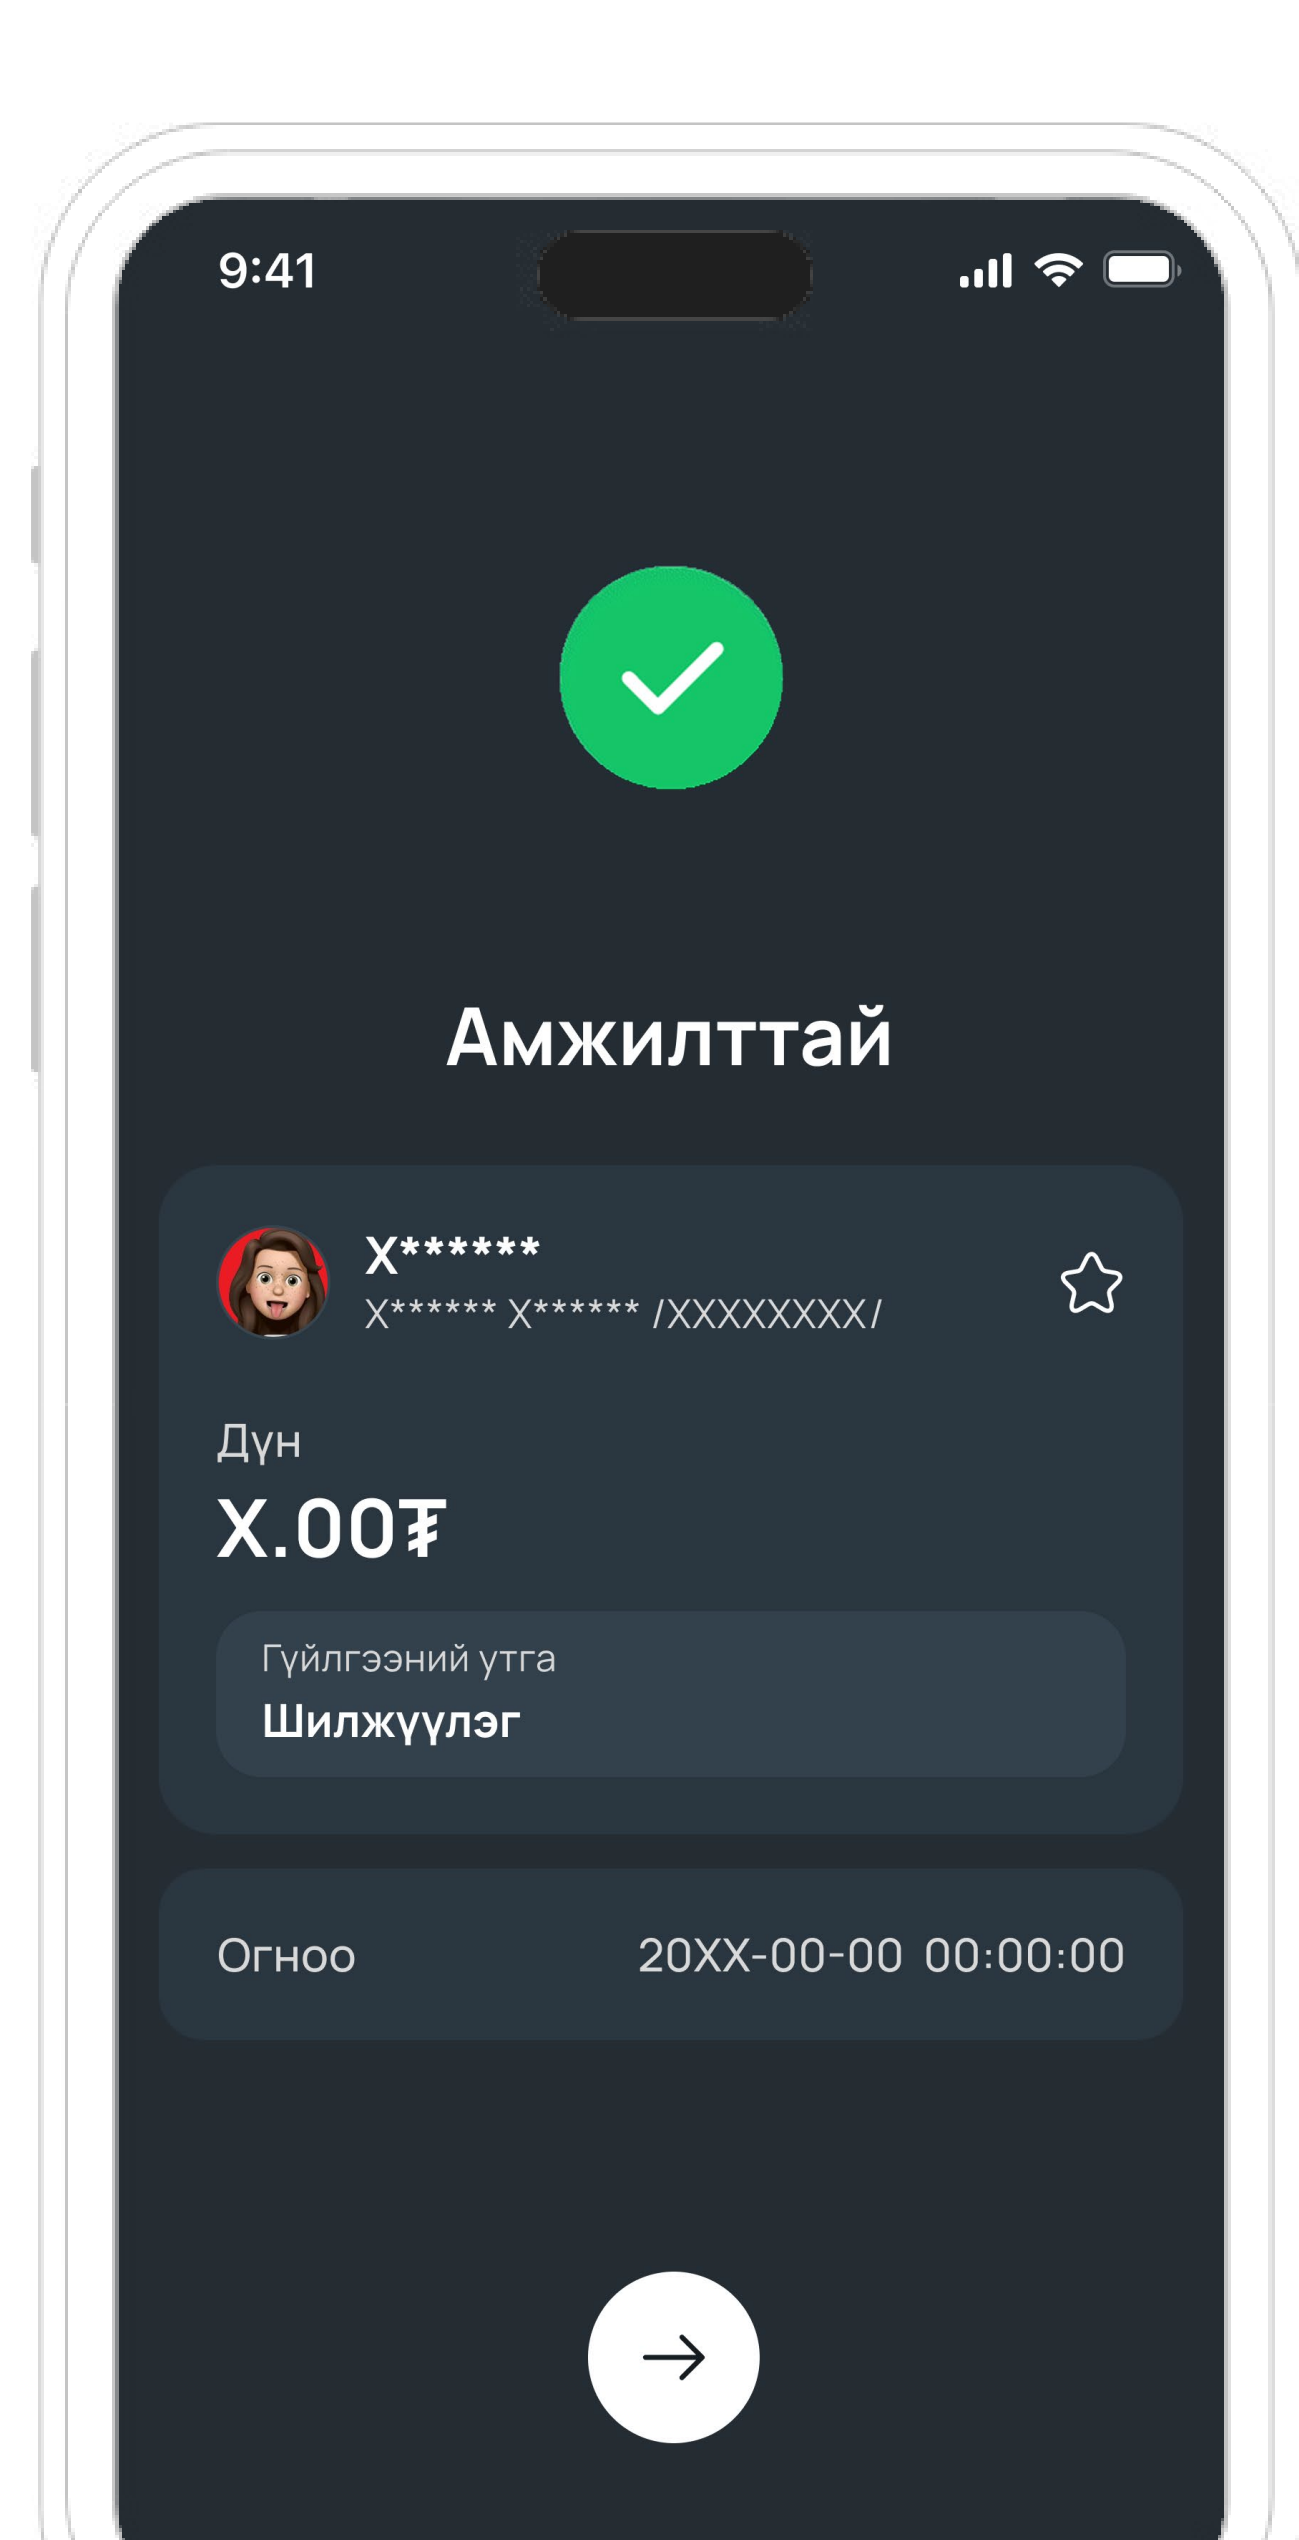 9:41
Амжилттай
X******
X****** X****** /XXXXXXXX/
Дүн
X.00₮
Гүйлгээний утга
Шилжүүлэг
Огноо 20XX-00-00 00:00:00